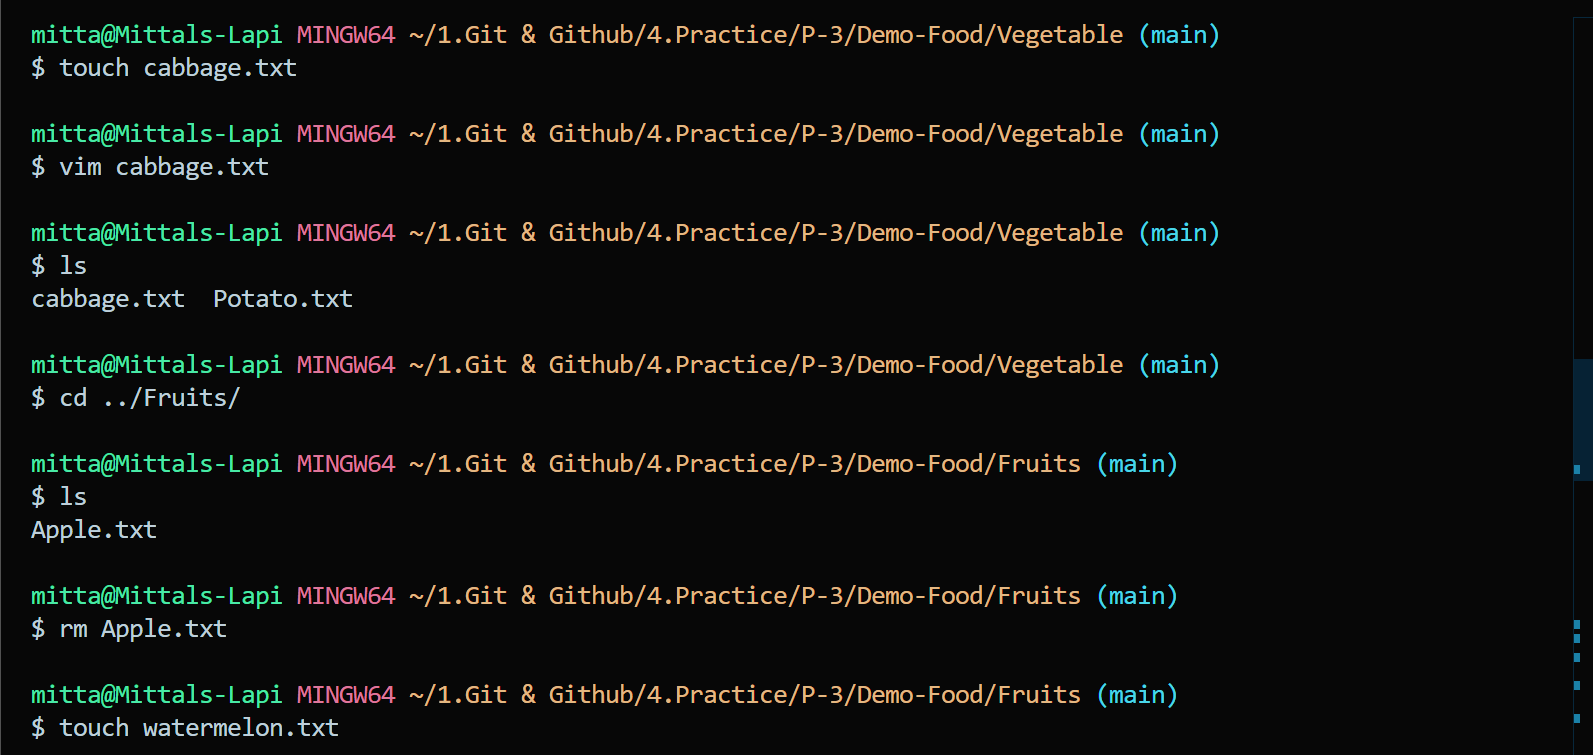 mitta@Mittals-Lapi MINGW64 ~/1.Git & Github/4.Practice/P-3/Demo-Food/Vegetable (main)
$ touch cabbage.txt
mitta@Mittals-Lapi MINGW64 ~/1.Git & Github/4.Practice/P-3/Demo-Food/Vegetable (main)
$ vim cabbage.txt
mitta@Mittals-Lapi MINGW64 ~/1.Git & Github/4.Practice/P-3/Demo-Food/Vegetable (main)
$ ls
cabbage.txt  Potato.txt
mitta@Mittals-Lapi MINGW64 ~/1.Git & Github/4.Practice/P-3/Demo-Food/Vegetable (main)
$ cd ../Fruits/
mitta@Mittals-Lapi MINGW64 ~/1.Git & Github/4.Practice/P-3/Demo-Food/Fruits (main)
$ ls
Apple.txt
mitta@Mittals-Lapi MINGW64 ~/1.Git & Github/4.Practice/P-3/Demo-Food/Fruits (main)
$ rm Apple.txt
mitta@Mittals-Lapi MINGW64 ~/1.Git & Github/4.Practice/P-3/Demo-Food/Fruits (main)
$ touch watermelon.txt